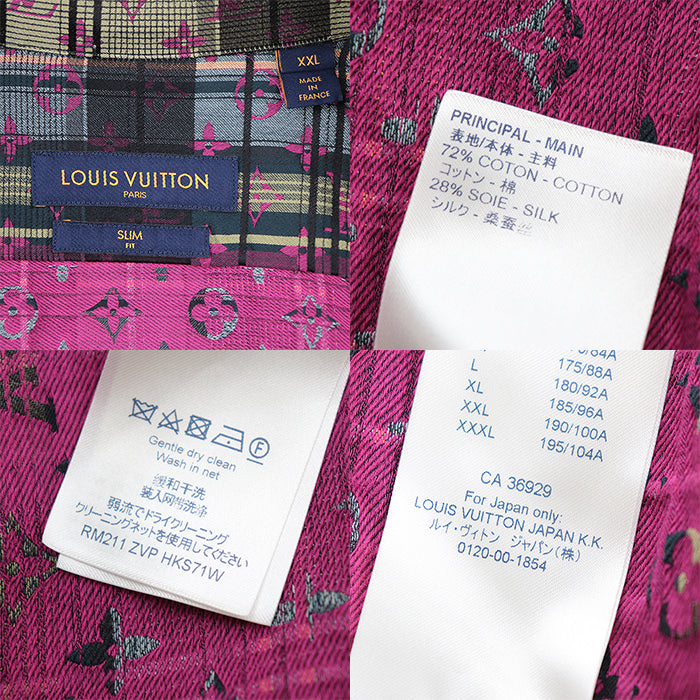 XXL
MADE
IN
FRANCE
LOUIS VUITTON
PARIS
SLIM
FIT
PRINCIPAL - MAIN
表地/本体 - 主料
72% COTON - COTTON
コットン - 棉
28% SOIE - SILK
シルク - 桑蚕丝
Gentle dry clean
Wash in net
缓和干洗
装入网带洗涤
弱流でドライクリーニング
クリーニングネットを使用してください
RM211 ZVP HKS71W
L 175/88A
XL 180/92A
XXL 185/96A
XXXL 190/100A
195/104A
CA 36929
For Japan only:
LOUIS VUITTON JAPAN K.K.
ルイ・ヴィトン ジャパン(株)
0120-00-1854